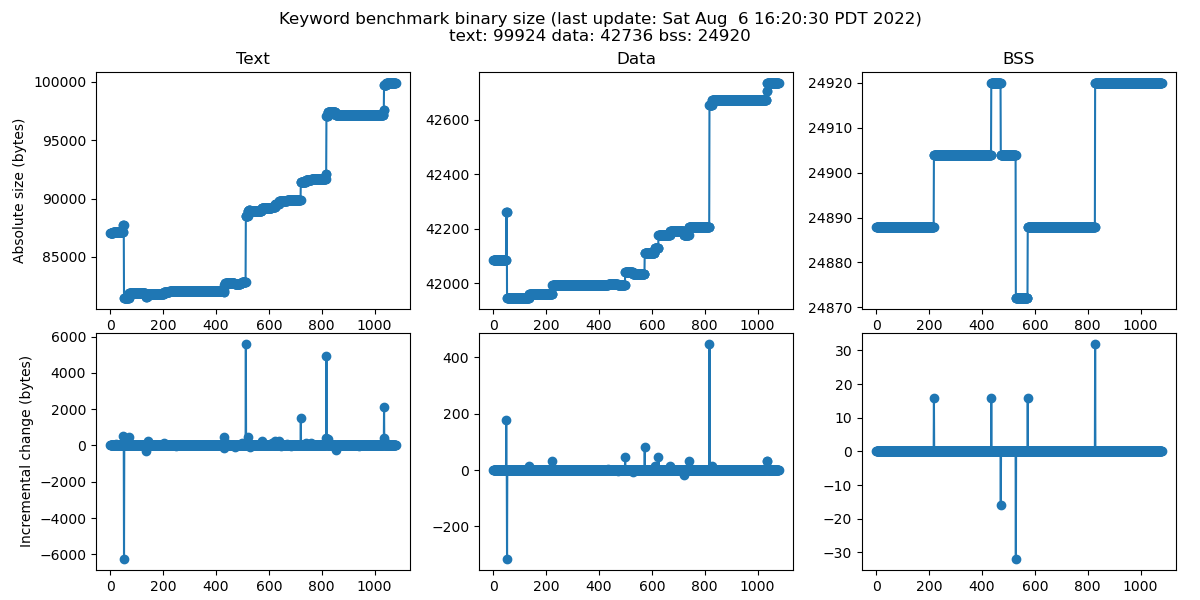 Keyword benchmark binary size (last update: Sat Aug  6 16:20:30 PDT 2022)
text: 99924 data: 42736 bss: 24920
Text
Data
BSS
Absolute size (bytes)
100000
95000
90000
85000
0 200 400 600 800 1000
42600
42400
42200
42000
0 200 400 600 800 1000
24920
24910
24900
24890
24880
24870
0 200 400 600 800 1000
Incremental change (bytes)
6000
4000
2000
0
−2000
−4000
−6000
0 200 400 600 800 1000
400
200
0
−200
0 200 400 600 800 1000
30
20
10
0
−10
−20
−30
0 200 400 600 800 1000